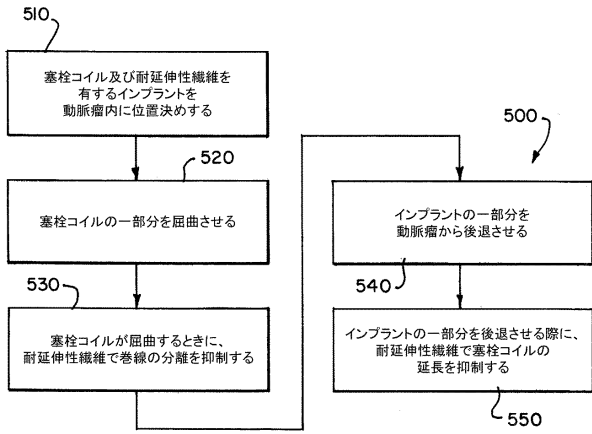 510
塞栓コイル及び耐延伸性繊維を
有するインプラントを
動脈瘤内に位置決めする
520
塞栓コイルの一部分を屈曲させる
530
塞栓コイルが屈曲するときに、
耐延伸性繊維で巻線の分離を抑制する
500
インプラントの一部分を
動脈瘤から後退させる
540
インプラントの一部分を後退させる際に、
耐延伸性繊維で塞栓コイルの
延長を抑制する
550